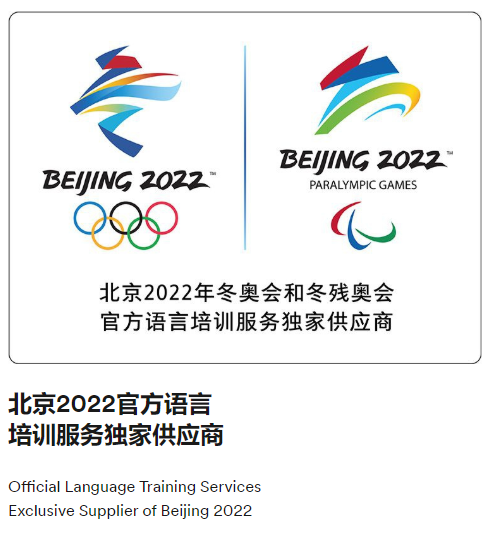 BEIJING 2022™
BEIJING 2022™
PARALYMPIC GAMES
北京2022年冬奥会和冬残奥会
官方语言培训服务独家供应商
北京2022官方语言
培训服务独家供应商
Official Language Training Services
Exclusive Supplier of Beijing 2022